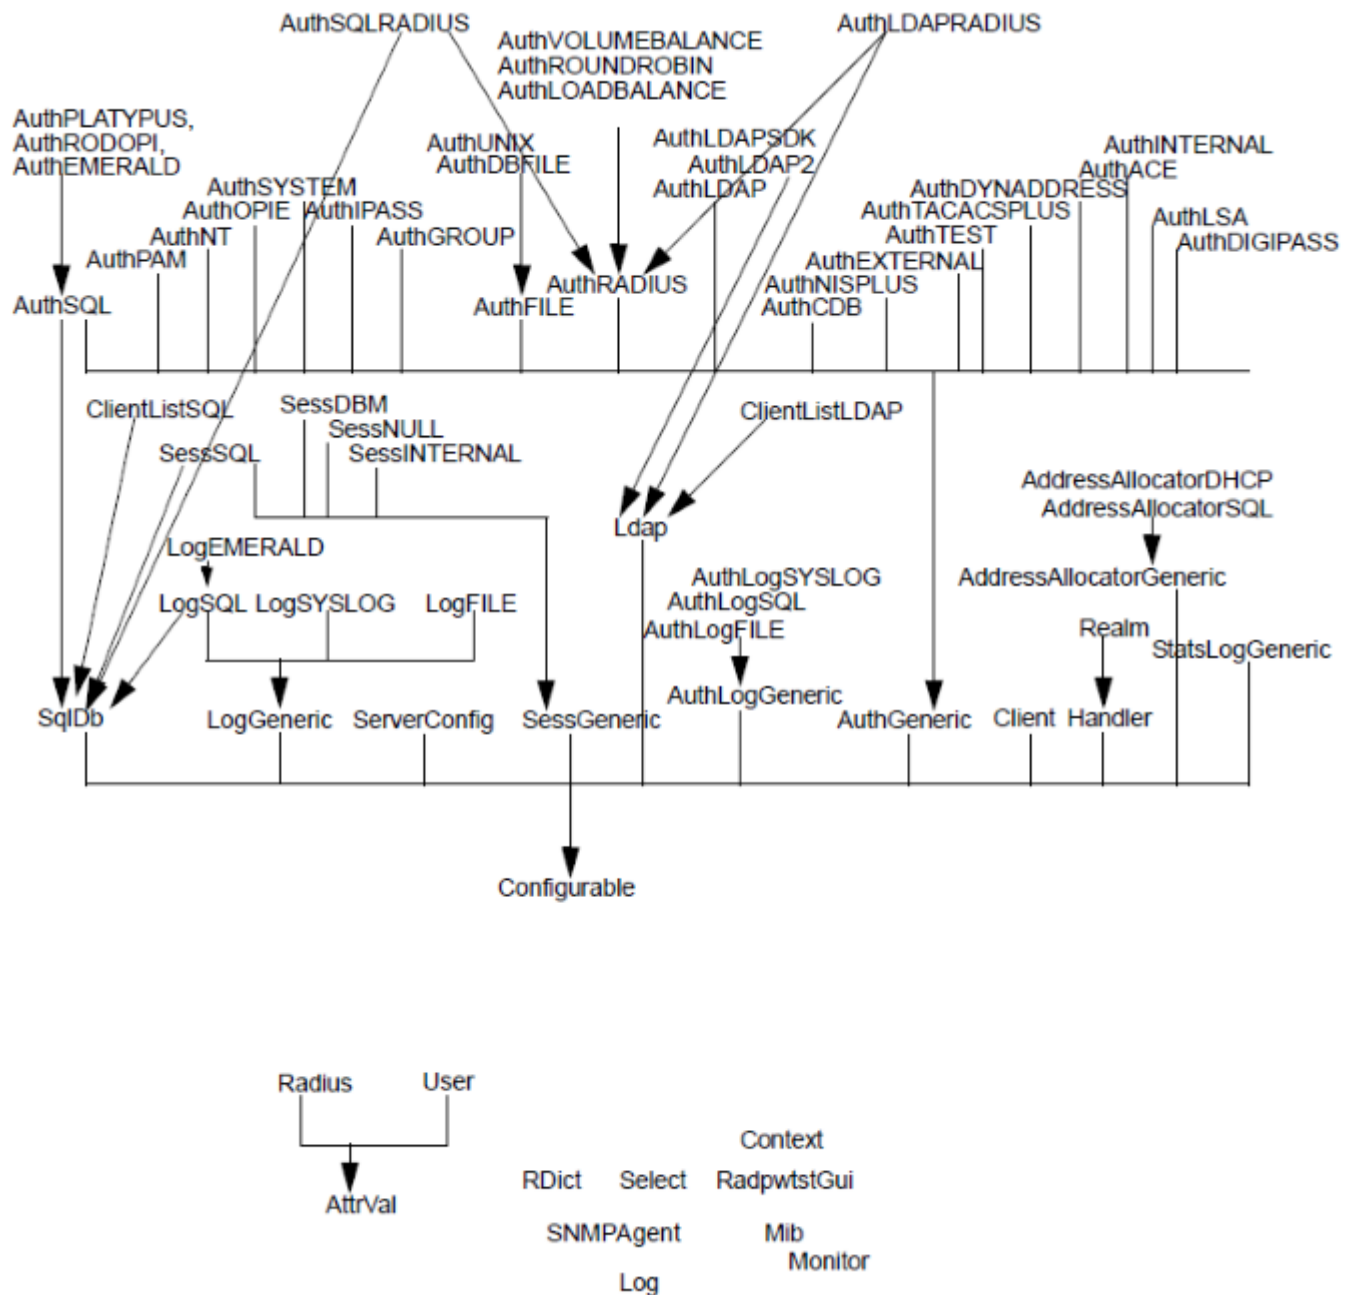 AuthSQLRADIUS
AuthLDAPRADIUS
AuthVOLUMEBALANCE
AuthROUNDROBIN
AuthLOADBALANCE
AuthPLATYPUS,
AuthRODOPI,
AuthEMERALD
AuthUNIX
AuthDBFILE
AuthLDAPSDK
AuthLDAP2
AuthLDAP
AuthINTERNAL
AuthACE
AuthSYSTEM
AuthOPIE
AuthIPASS
AuthNT
AuthGROUP
AuthPAM
AuthDYNADDRESS
AuthTACACSPLUS
AuthTEST
AuthEXTERNAL
AuthNISPLUS
AuthCDB
AuthLSA
AuthDIGIPASS
AuthSQL
AuthFILE
AuthRADIUS
ClientListSQL
SessDBM
SessNULL
SessSQL
SessINTERNAL
ClientListLDAP
AddressAllocatorDHCP
AddressAllocatorSQL
Ldap
LogEMERALD
AddressAllocatorGeneric
LogSQL
LogSYSLOG
LogFILE
AuthLogSYSLOG
AuthLogSQL
AuthLogFILE
Realm
StatsLogGeneric
AuthLogGeneric
SqlDb
LogGeneric
ServerConfig
SessGeneric
AuthGeneric
Client
Handler
Configurable
Radius
User
AttrVal
Context
RDict
Select
RadpwtstGui
SNMPAgent
Mib
Monitor
Log